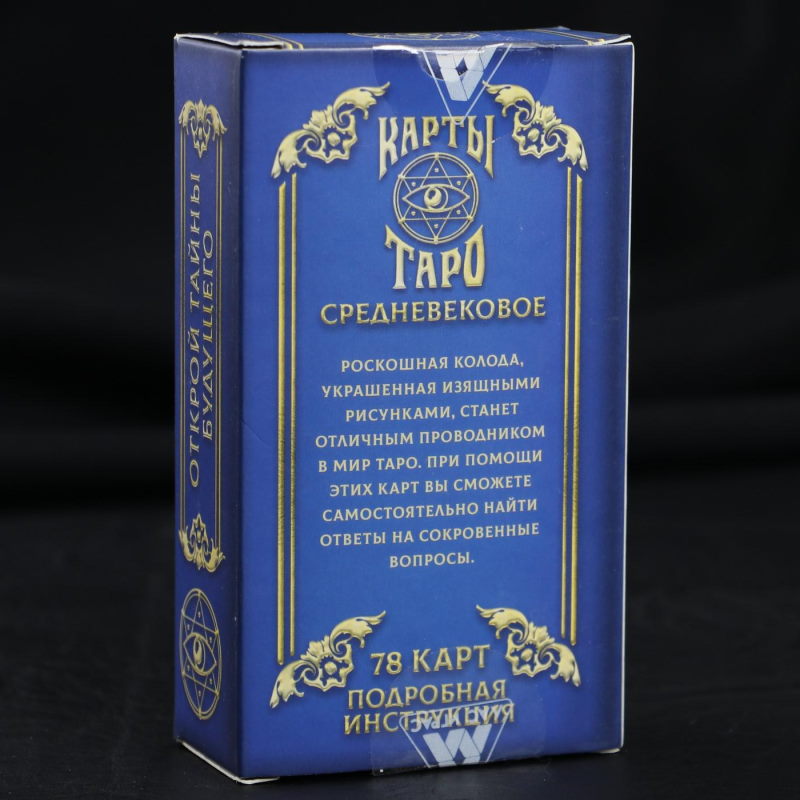 КАРТЫ
ТАРО
СРЕДНЕВЕКОВОЕ
РОСКОШНАЯ КОЛОДА,
УКРАШЕННАЯ ИЗЯЩНЫМИ
РИСУНКАМИ, СТАНЕТ
ОТЛИЧНЫМ ПРОВОДНИКОМ
В МИР ТАРО. ПРИ ПОМОЩИ
ЭТИХ КАРТ ВЫ СМОЖЕТЕ
САМОСТОЯТЕЛЬНО НАЙТИ
ОТВЕТЫ НА СОКРОВЕННЫЕ
ВОПРОСЫ.
78 КАРТ
ПОДРОБНАЯ
ИНСТРУКЦИЯ
ОТКРОЙ ТАЙНЫ
БУДУЩЕГО